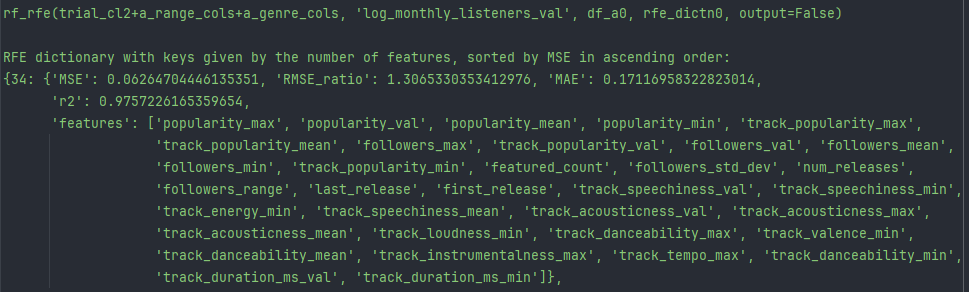 rf_rfe(trial_cl2+a_range_cols+a_genre_cols, 'log_monthly_listeners_val', df_a0, rfe_dictn0, output=False)
RFE dictionary with keys given by the number of features, sorted by MSE in ascending order:
{34: {'MSE': 0.06264704446135351, 'RMSE_ratio': 1.3065330353412976, 'MAE': 0.17116958322823014,
'r2': 0.9757226165359654,
'features': ['popularity_max', 'popularity_val', 'popularity_mean', 'popularity_min', 'track_popularity_max',
'track_popularity_mean', 'followers_max', 'track_popularity_val', 'followers_val', 'followers_mean',
'followers_min', 'track_popularity_min', 'featured_count', 'followers_std_dev', 'num_releases',
'followers_range', 'last_release', 'first_release', 'track_speechiness_val', 'track_speechiness_min',
'track_energy_min', 'track_speechiness_mean', 'track_acousticness_val', 'track_acousticness_max',
'track_acousticness_mean', 'track_loudness_min', 'track_danceability_max', 'track_valence_min',
'track_danceability_mean', 'track_instrumentalness_max', 'track_tempo_max', 'track_danceability_min',
'track_duration_ms_val', 'track_duration_ms_min']},